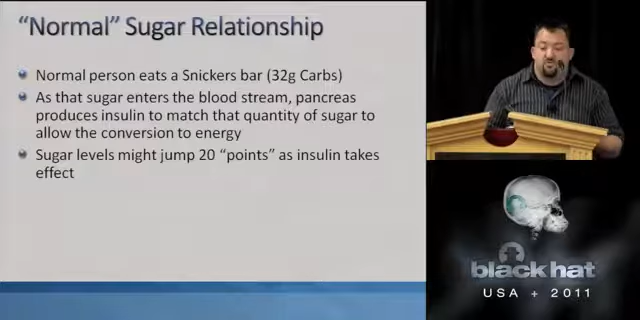 “Normal” Sugar Relationship
Normal person eats a Snickers bar (32g Carbs)
As that sugar enters the blood stream, pancreas
produces insulin to match that quantity of sugar to
allow the conversion to energy
Sugar levels might jump 20 “points” as insulin takes
effect
black hat
USA + 2011